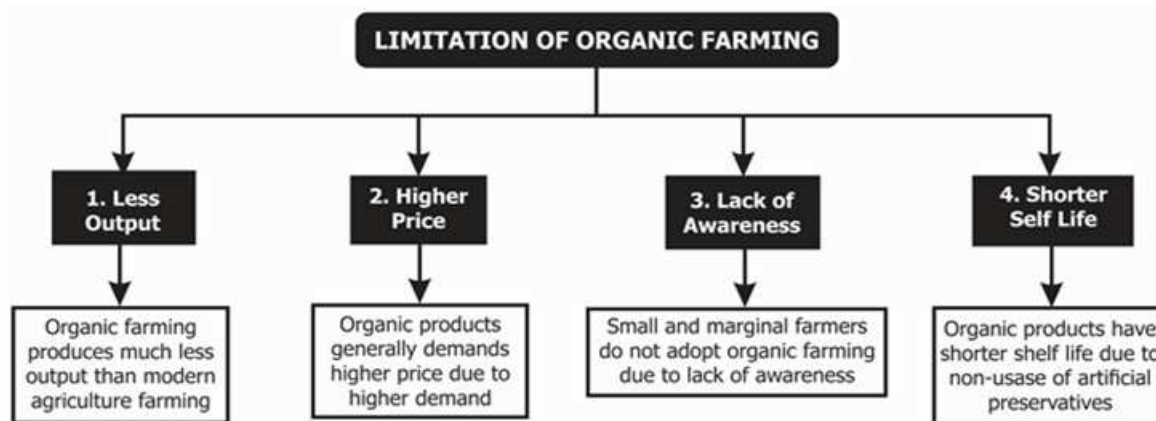 LIMITATION OF ORGANIC FARMING
1. Less
Output
2. Higher
Price
3. Lack of
Awareness
4. Shorter
Self Life
Organic farming
produces much less
output than modern
agriculture farming
Organic products
generally demands
higher price due to
higher demand
Small and marginal farmers
do not adopt organic farming
due to lack of awareness
Organic products have
shorter shelf life due to
non-usase of artificial
preservatives